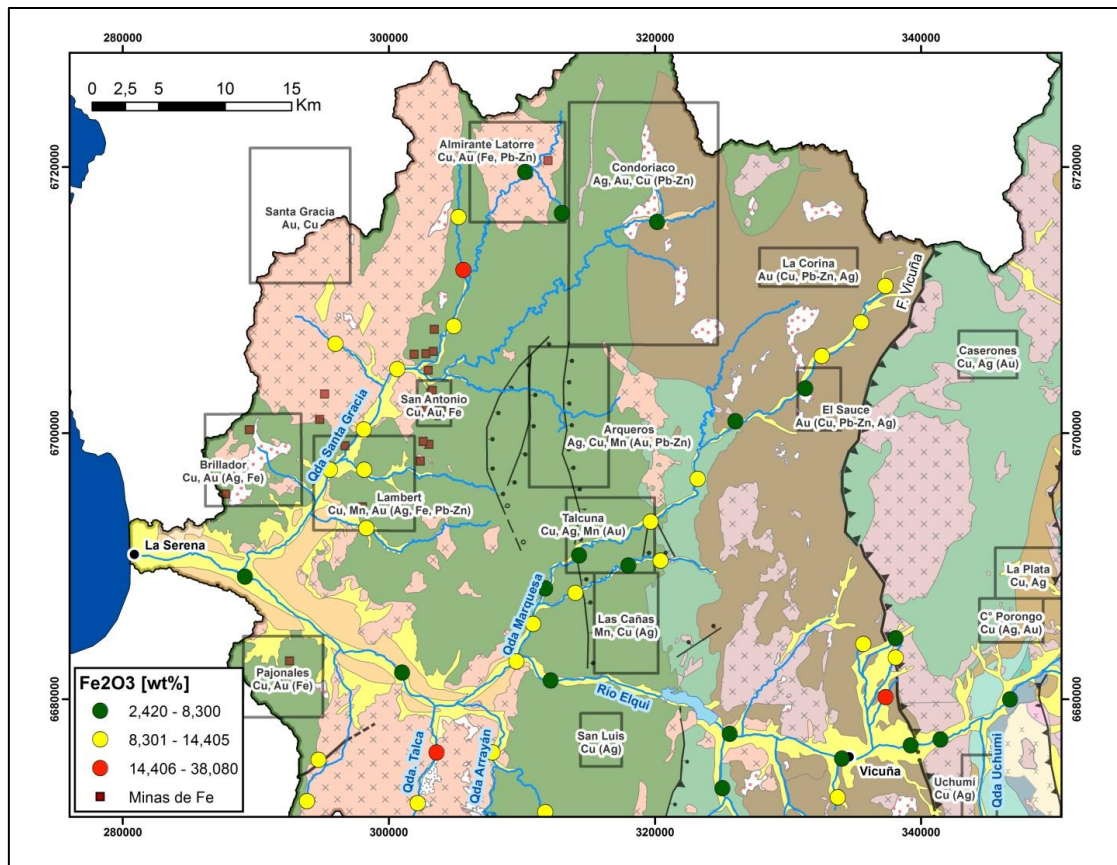 280000
300000
320000
340000
0
2,5
5
10
15
Km
6720000
6720000
Almirante Latorre
Cu, Au (Fe, Pb-Zn)
Condoriaco
Ag, Au, Cu (Pb-Zn)
Santa Gracia
Au, Cu
La Corina
Au (Cu, Pb-Zn, Ag)
F. Vicuña
Caserones
Cu, Ag (Au)
San Antonio
Cu, Au, Fe
El Sauce
Au (Cu, Pb-Zn, Ag)
Qda Santa Gracia
Arqueros
Ag, Cu, Mn (Au, Pb-Zn)
6700000
6700000
Brillador
Cu, Au (Ag, Fe)
Lambert
Cu, Mn, Au (Ag, Fe, Pb-Zn)
Talcuna
Cu, Ag, Mn (Au)
La Serena
La Plata
Cu, Ag
Qda Marquesa
Las Cañas
Mn, Cu (Ag)
C° Porongo
Cu (Ag, Au)
Pajonales
Cu, Au (Fe)
Río Elqui
6680000
6680000
San Luis
Cu (Ag)
Qda. Talca
Qda Arrayán
Vicuña
Uchumi
Cu (Ag)
Qda Uchumi
Fe2O3 [wt%]
2,420 - 8,300
8,301 - 14,405
14,406 - 38,080
Minas de Fe
280000
300000
320000
340000